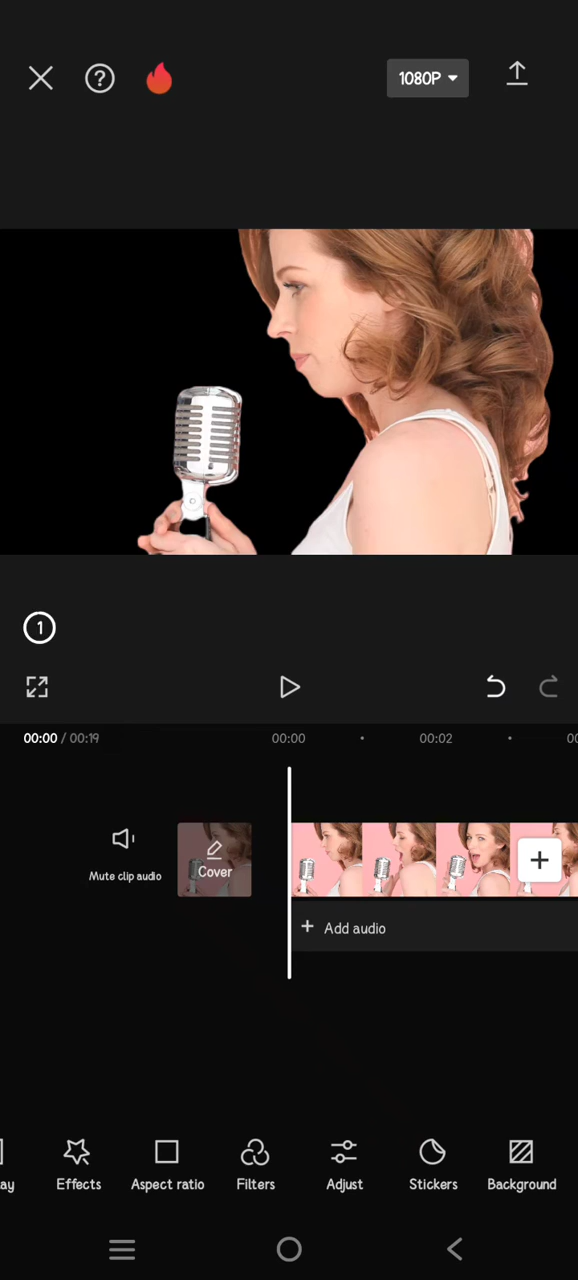 1080P
1
00:00 / 00:19
00:00
00:02
Mute clip audio
Cover
Add audio
ay
Effects
Aspect ratio
Filters
Adjust
Stickers
Background